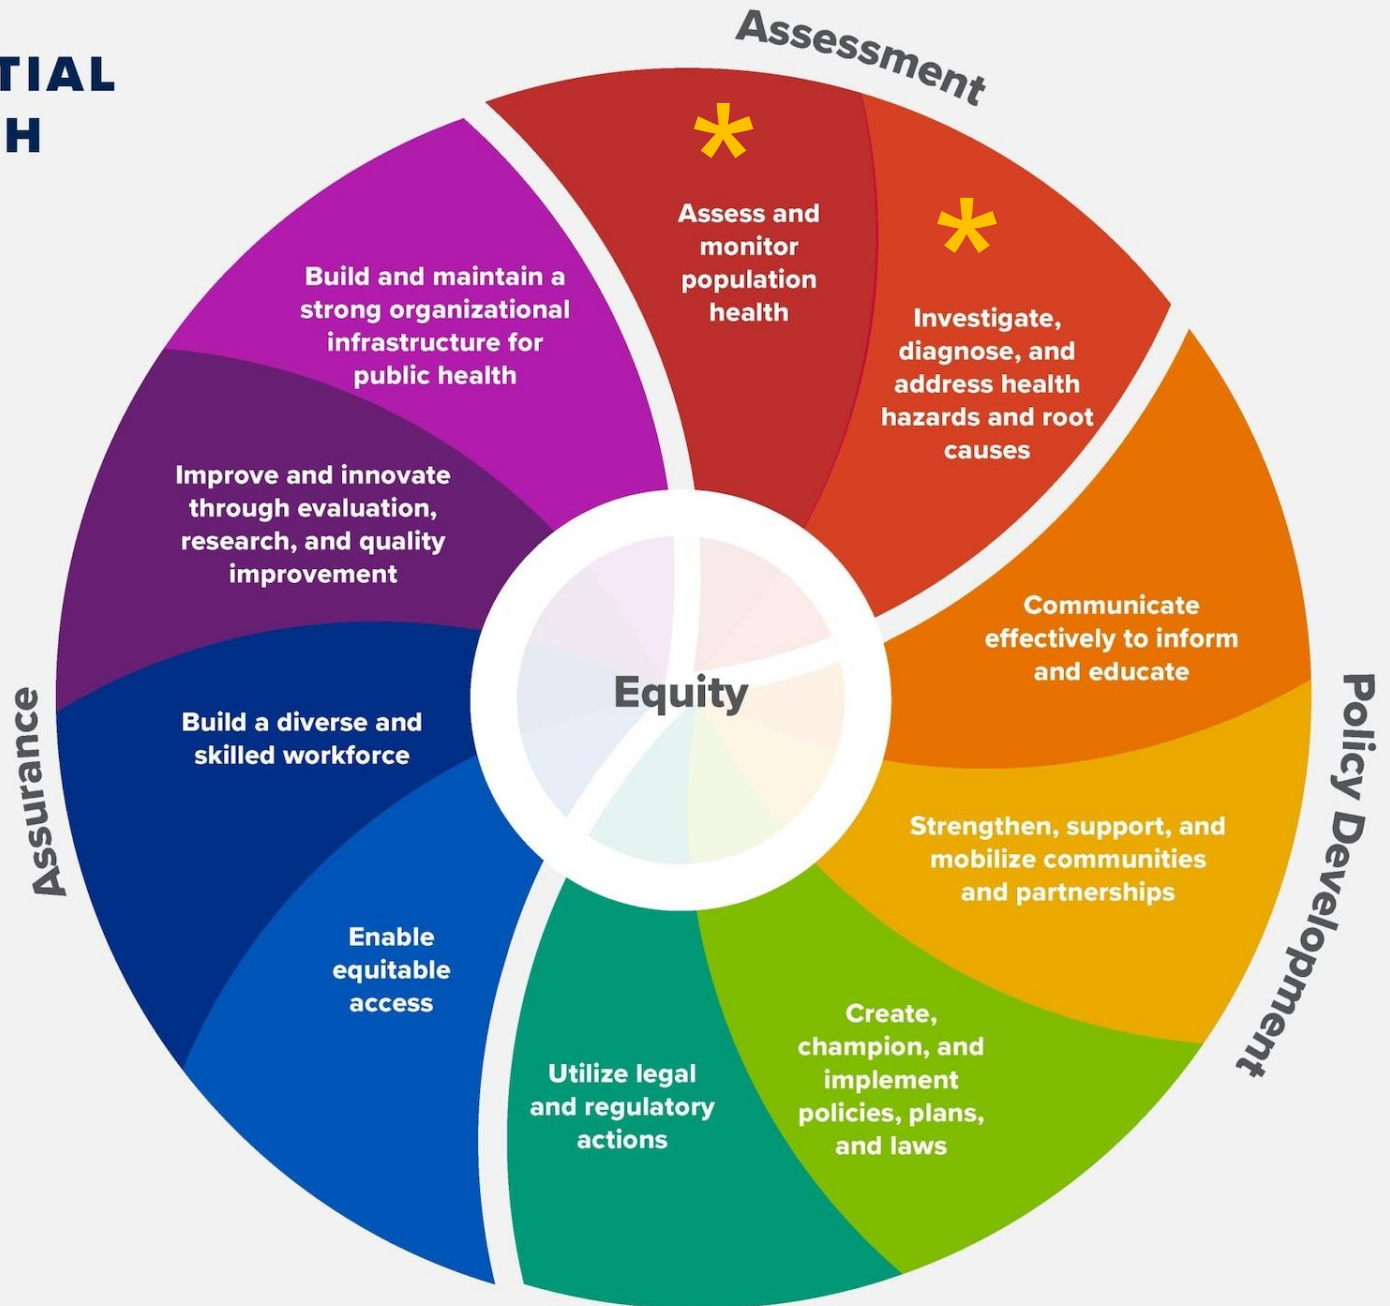 TIAL
H
Assessment
*
*
Assess and
monitor
population
health
Investigate,
diagnose, and
address health
hazards and root
causes
Communicate
effectively to inform
and educate
Strengthen, support, and
mobilize communities
and partnerships
Create,
champion, and
implement
policies, plans,
and laws
Utilize legal
and regulatory
actions
Enable
equitable
access
Build a diverse and
skilled workforce
Improve and innovate
through evaluation,
research, and quality
improvement
Build and maintain a
strong organizational
infrastructure for
public health
Equity
Policy Development
Assurance